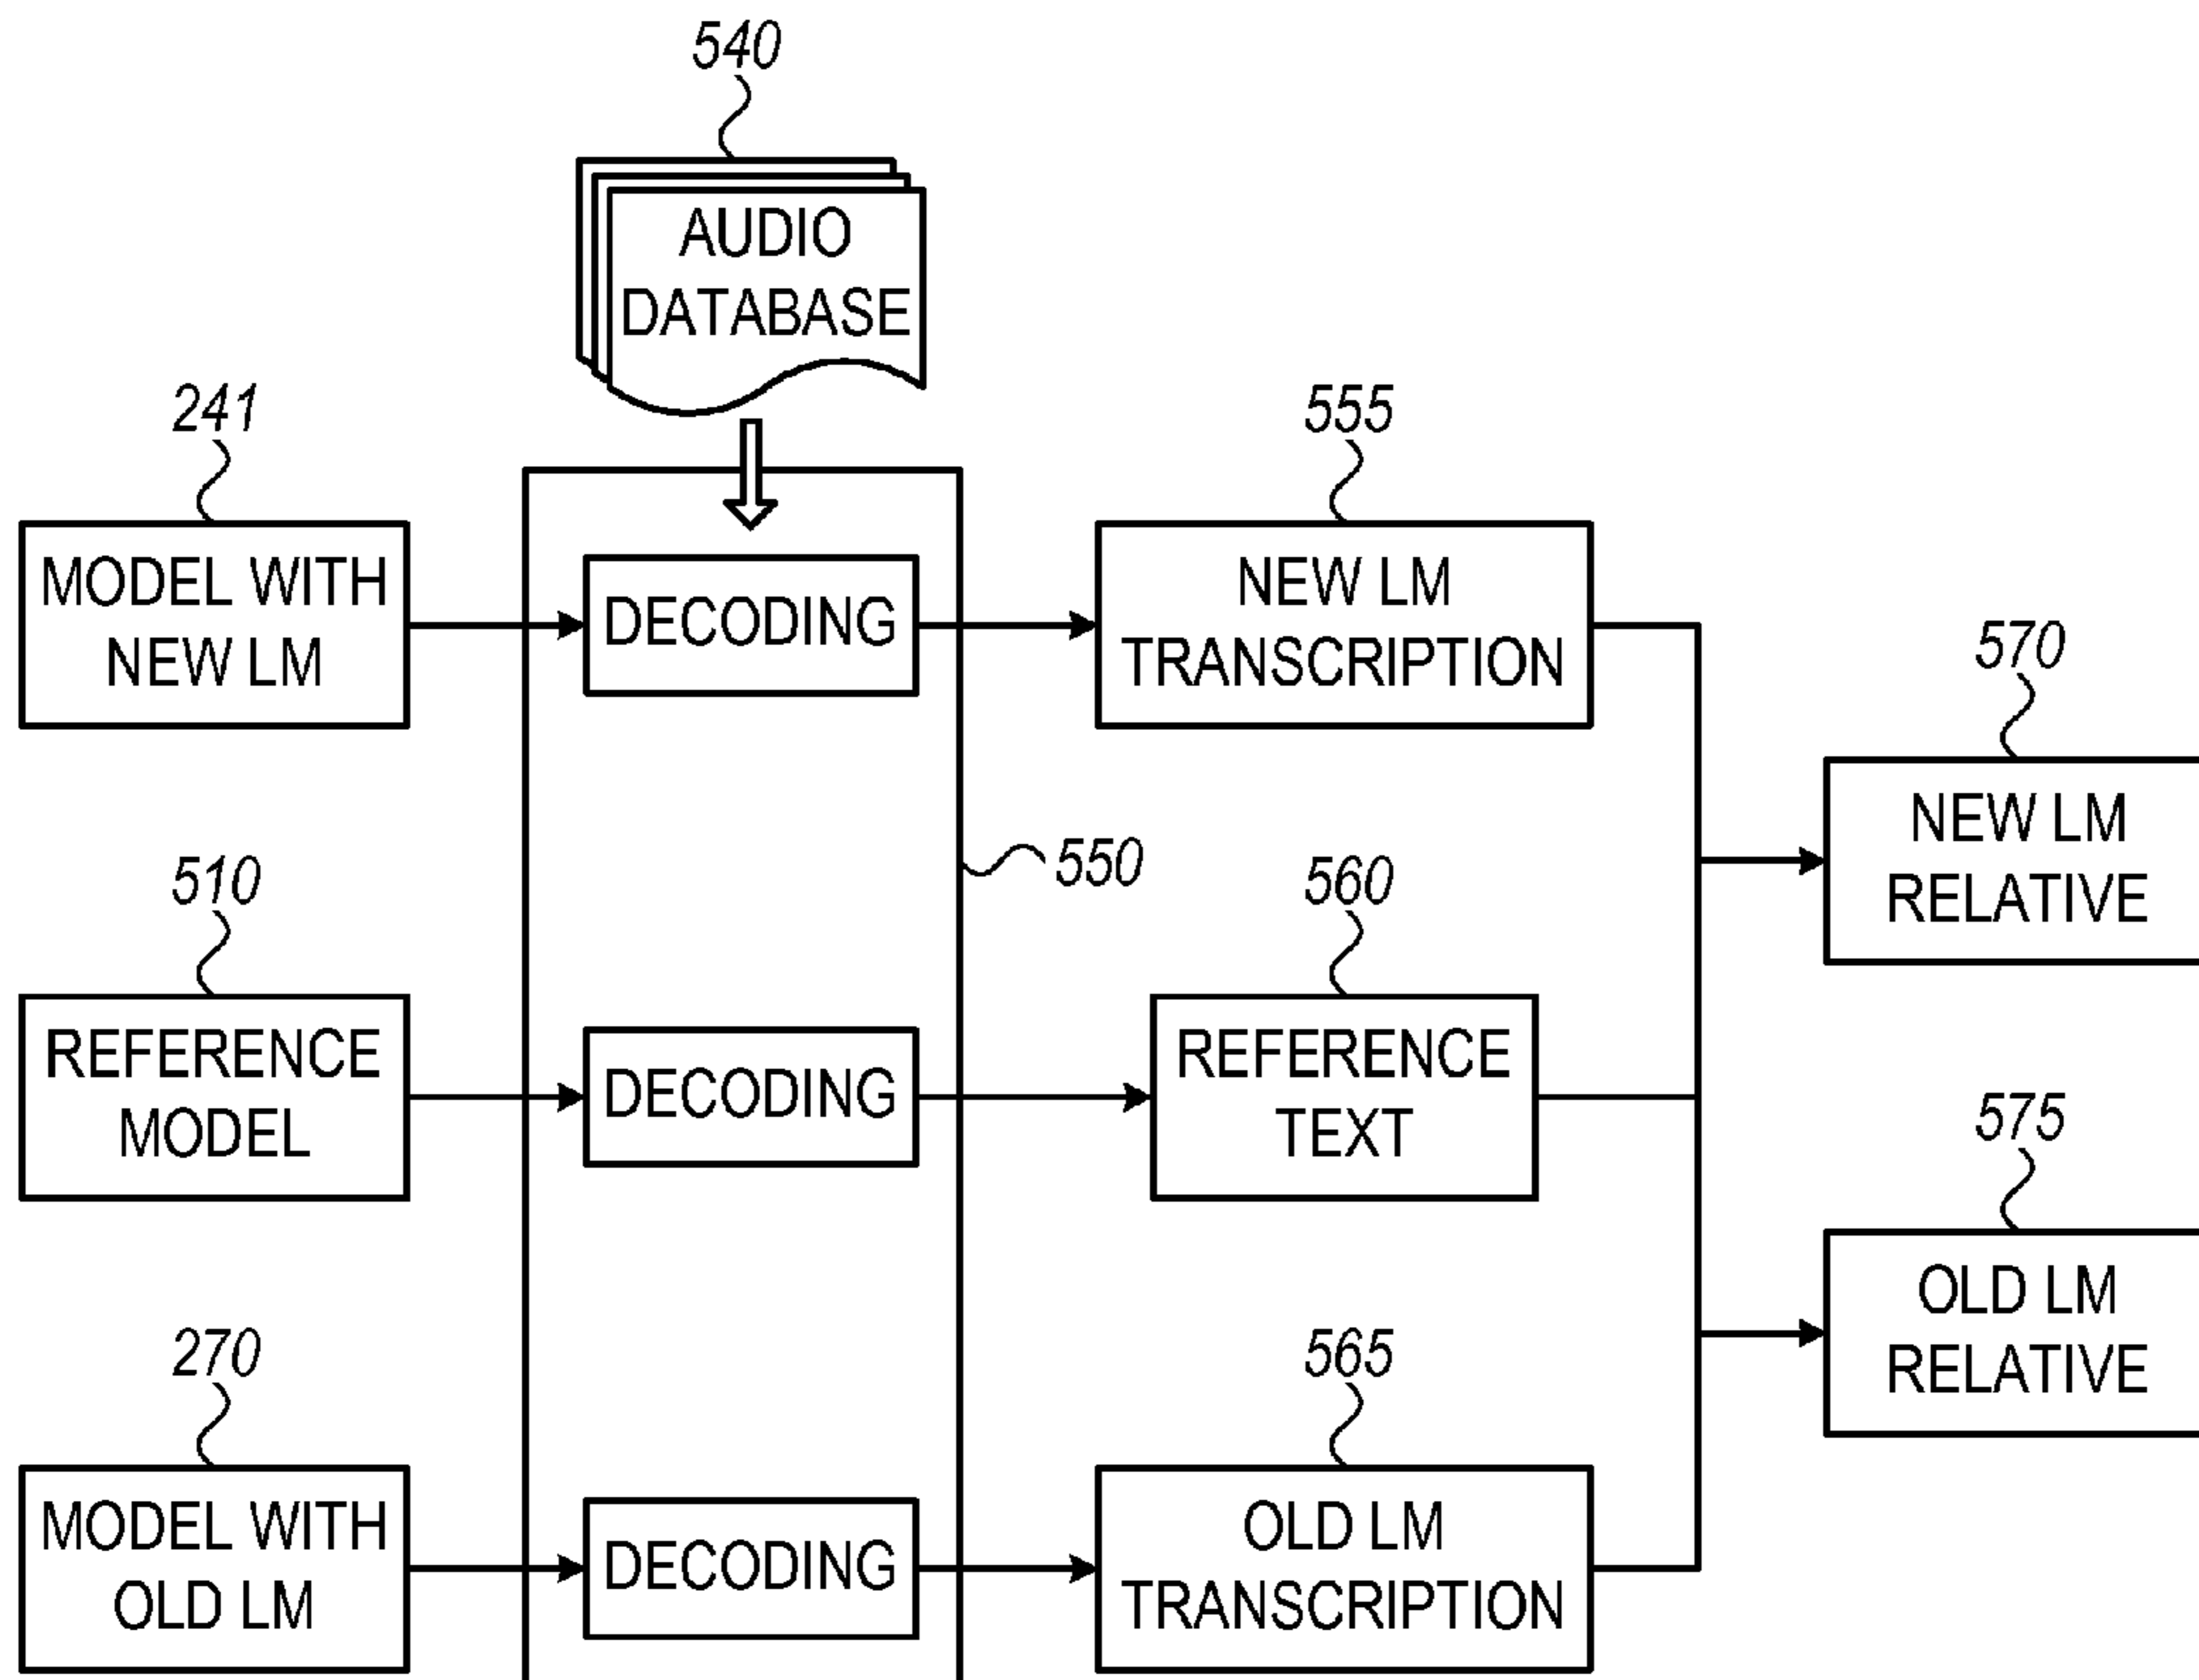 540
AUDIO
DATABASE
241
MODEL WITH
NEW LM
DECODING
555
NEW LM
TRANSCRIPTION
570
NEW LM
RELATIVE
550
510
REFERENCE
MODEL
DECODING
560
REFERENCE
TEXT
575
OLD LM
RELATIVE
270
MODEL WITH
OLD LM
DECODING
565
OLD LM
TRANSCRIPTION